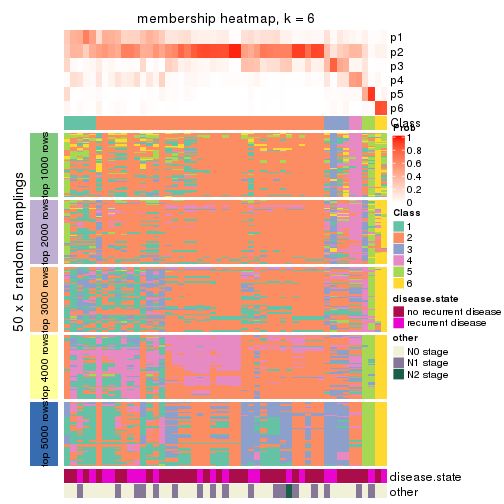 membership heatmap, k = 6
p1
p2
p3
p4
p5
p6
Class
Prob
1
0.8
0.6
0.4
0.2
0
Class
1
2
3
4
5
6
disease.state
no recurrent disease
recurrent disease
other
N0 stage
N1 stage
N2 stage
50 x 5 random samplings
top 1000 rows
top 2000 rows
top 3000 rows
top 4000 rows
top 5000 rows
disease.state
other